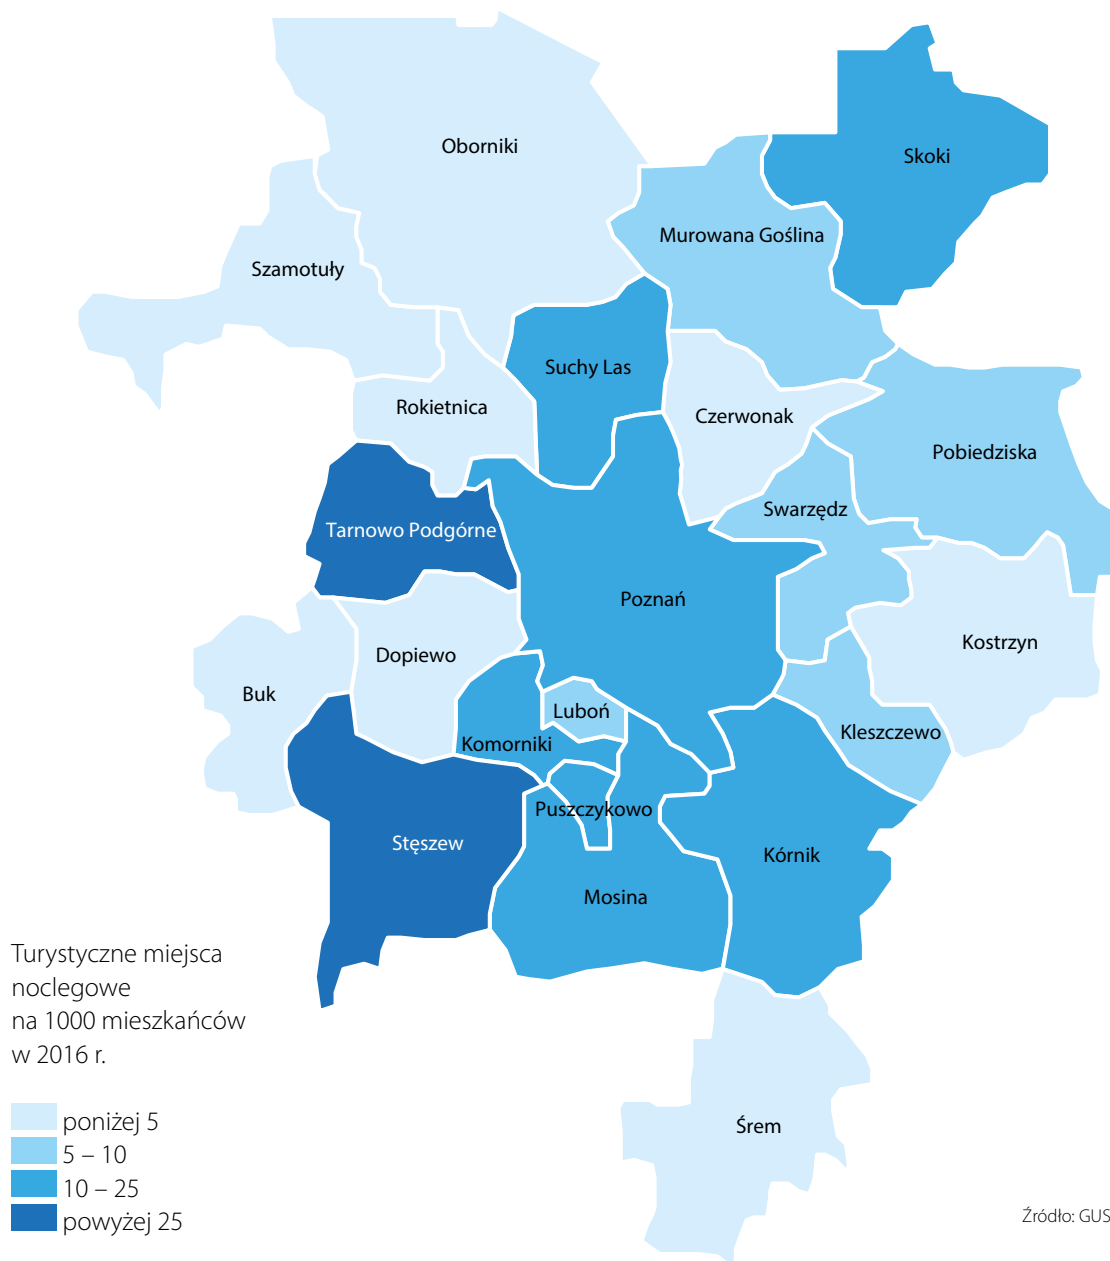 Oborniki
Skoki
Murowana Goślina
Szamotuły
Suchy Las
Rokietnica
Czerwonak
Pobiedziska
Swarzędz
Tarnowo Podgórne
Poznań
Kostrzyn
Dopiewo
Buk
Luboń
Kleszczewo
Komorniki
Puszczykowo
Stęszew
Kórnik
Mosina
Śrem
Turystyczne miejsca
noclegowe
na 1000 mieszkańców
w 2016 r.
poniżej 5
5 – 10
10 – 25
powyżej 25
Źródło: GUS